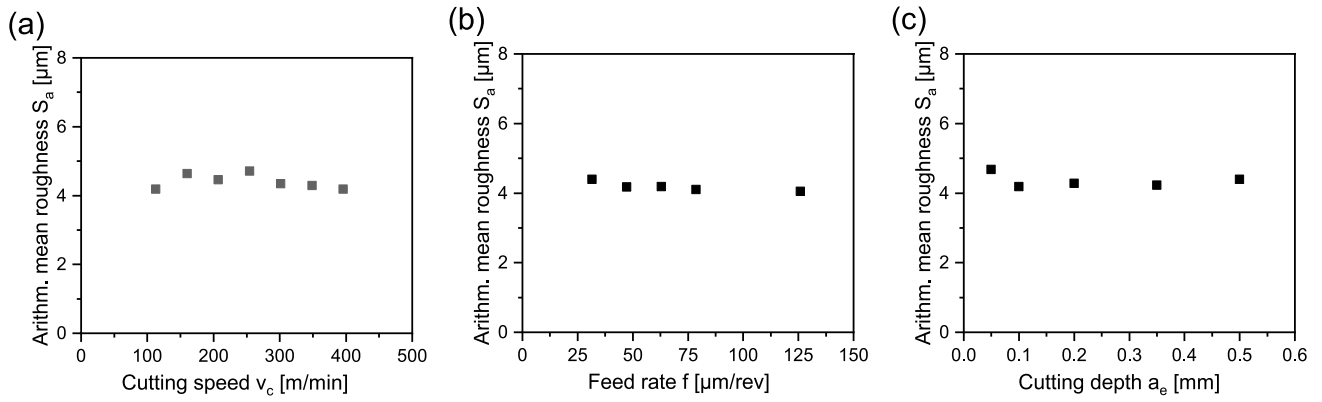 (a)
Arithm. mean roughness Sa [µm]
8
6
4
2
0
0 100 200 300 400 500
Cutting speed vc [m/min]
(b)
Arithm. mean roughness Sa [µm]
8
6
4
2
0
0 25 50 75 100 125 150
Feed rate f [µm/rev]
(c)
Arithm. mean roughness Sa [µm]
8
6
4
2
0
0.0 0.1 0.2 0.3 0.4 0.5 0.6
Cutting depth ae [mm]